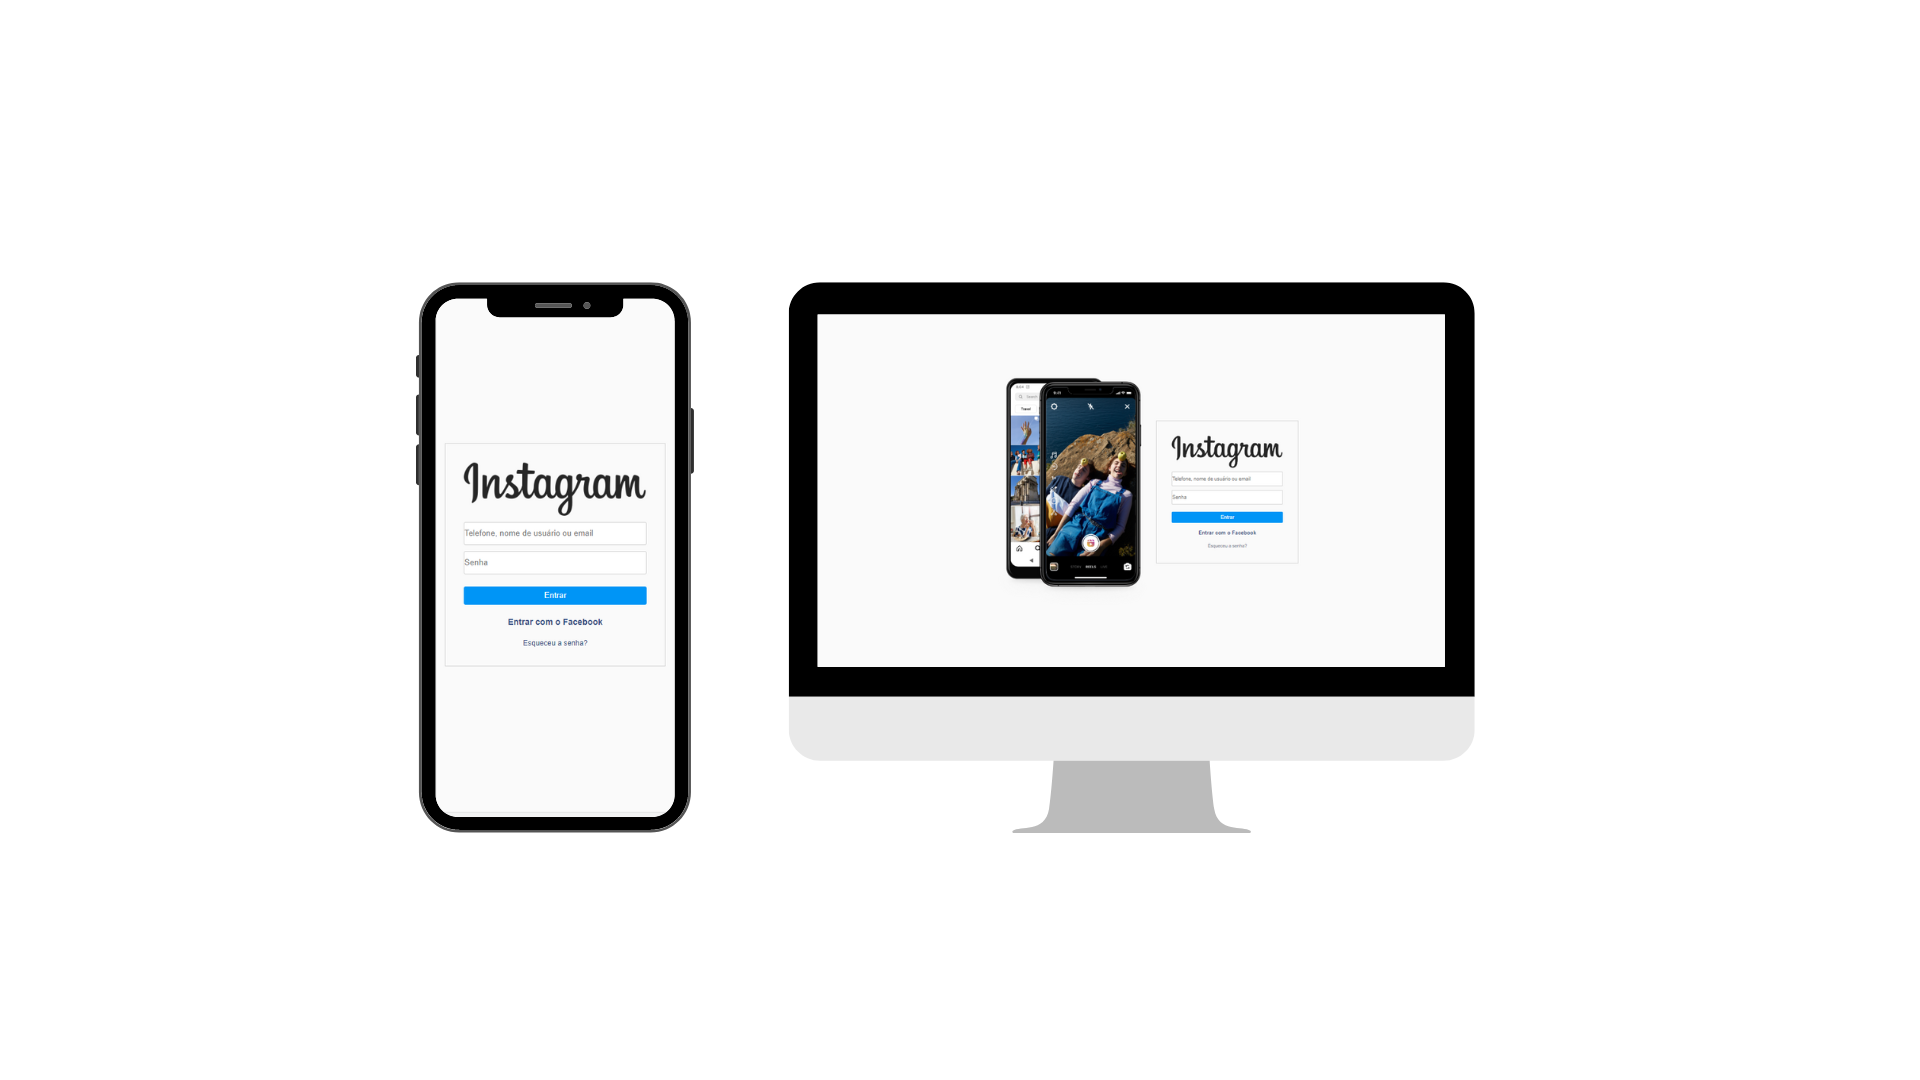 Instagram
Telefone, nome de usuário ou email
Senha
Entrar
Entrar com o Facebook
Esqueceu a senha?
Travel
Instagram
Telefone, nome de usuário ou email
Senha
Entrar
Entrar com o Facebook
Esqueceu a senha?